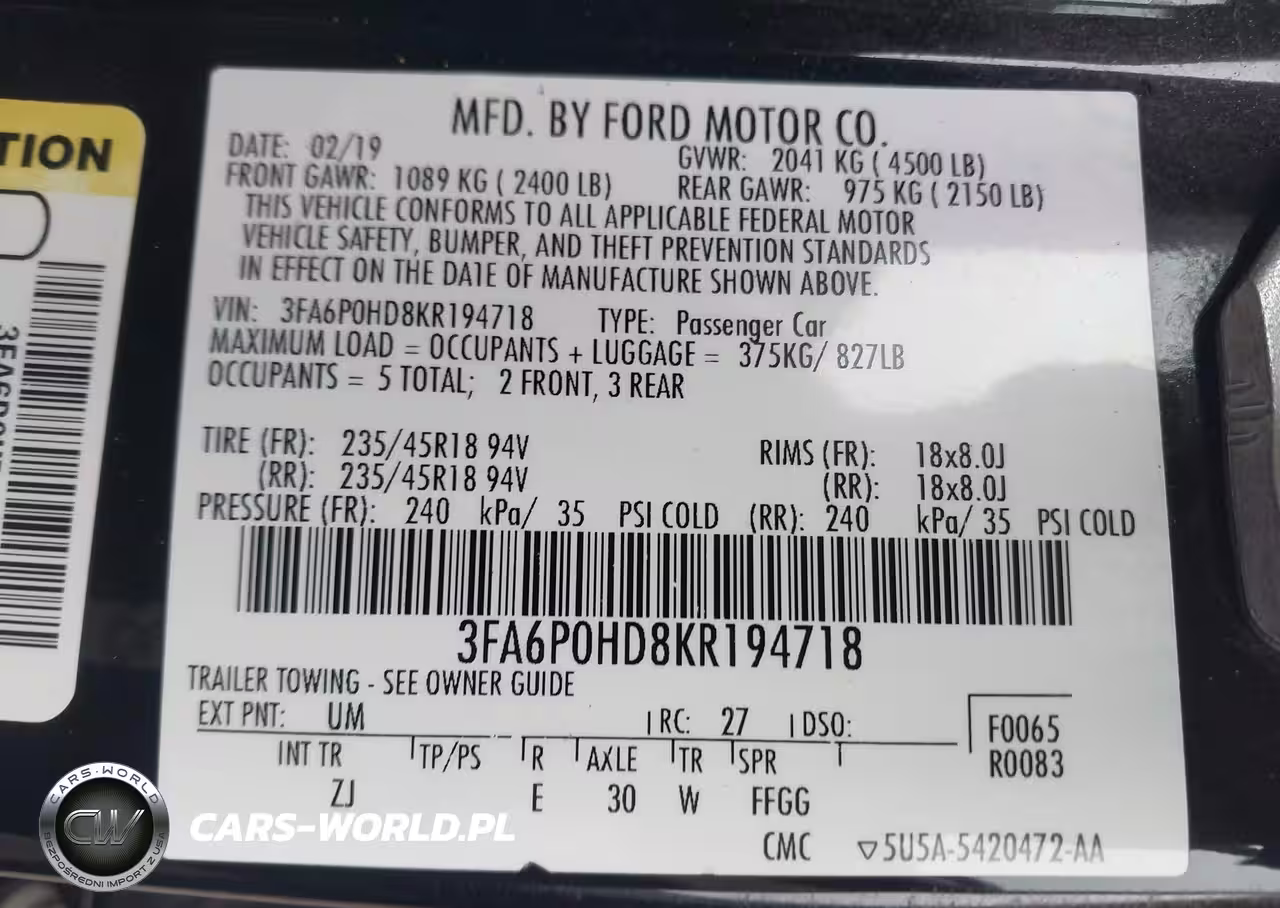 TION
MFD. BY FORD MOTOR CO.
DATE: 02/19 GVWR: 2041 KG ( 4500 LB)
FRONT GAWR: 1089 KG ( 2400 LB) REAR GAWR: 975 KG ( 2150 LB)
THIS VEHICLE CONFORMS TO ALL APPLICABLE FEDERAL MOTOR
VEHICLE SAFETY, BUMPER, AND THEFT PREVENTION STANDARDS
IN EFFECT ON THE DATE OF MANUFACTURE SHOWN ABOVE.
VIN: 3FA6P0HD8KR194718 TYPE: Passenger Car
MAXIMUM LOAD = OCCUPANTS + LUGGAGE = 375KG/ 827LB
OCCUPANTS = 5 TOTAL; 2 FRONT, 3 REAR
TIRE (FR): 235/45R18 94V RIMS (FR): 18x8.0J
(RR): 235/45R18 94V (RR): 18x8.0J
PRESSURE (FR): 240 kPa/ 35 PSI COLD (RR): 240 kPa/ 35 PSI COLD
3FA6P0HD8KR194718
TRAILER TOWING - SEE OWNER GUIDE
EXT PNT: UM RC: 27 DSO: F0065
R0083
INT TR TP/PS R AXLE TR SPR
ZJ E 30 W FFGG
CMC ▽5U5A-5420472-AA
CARS-WORLD
CW
BEZPOŚREDNI IMPORT Z USA
CARS-WORLD.PL